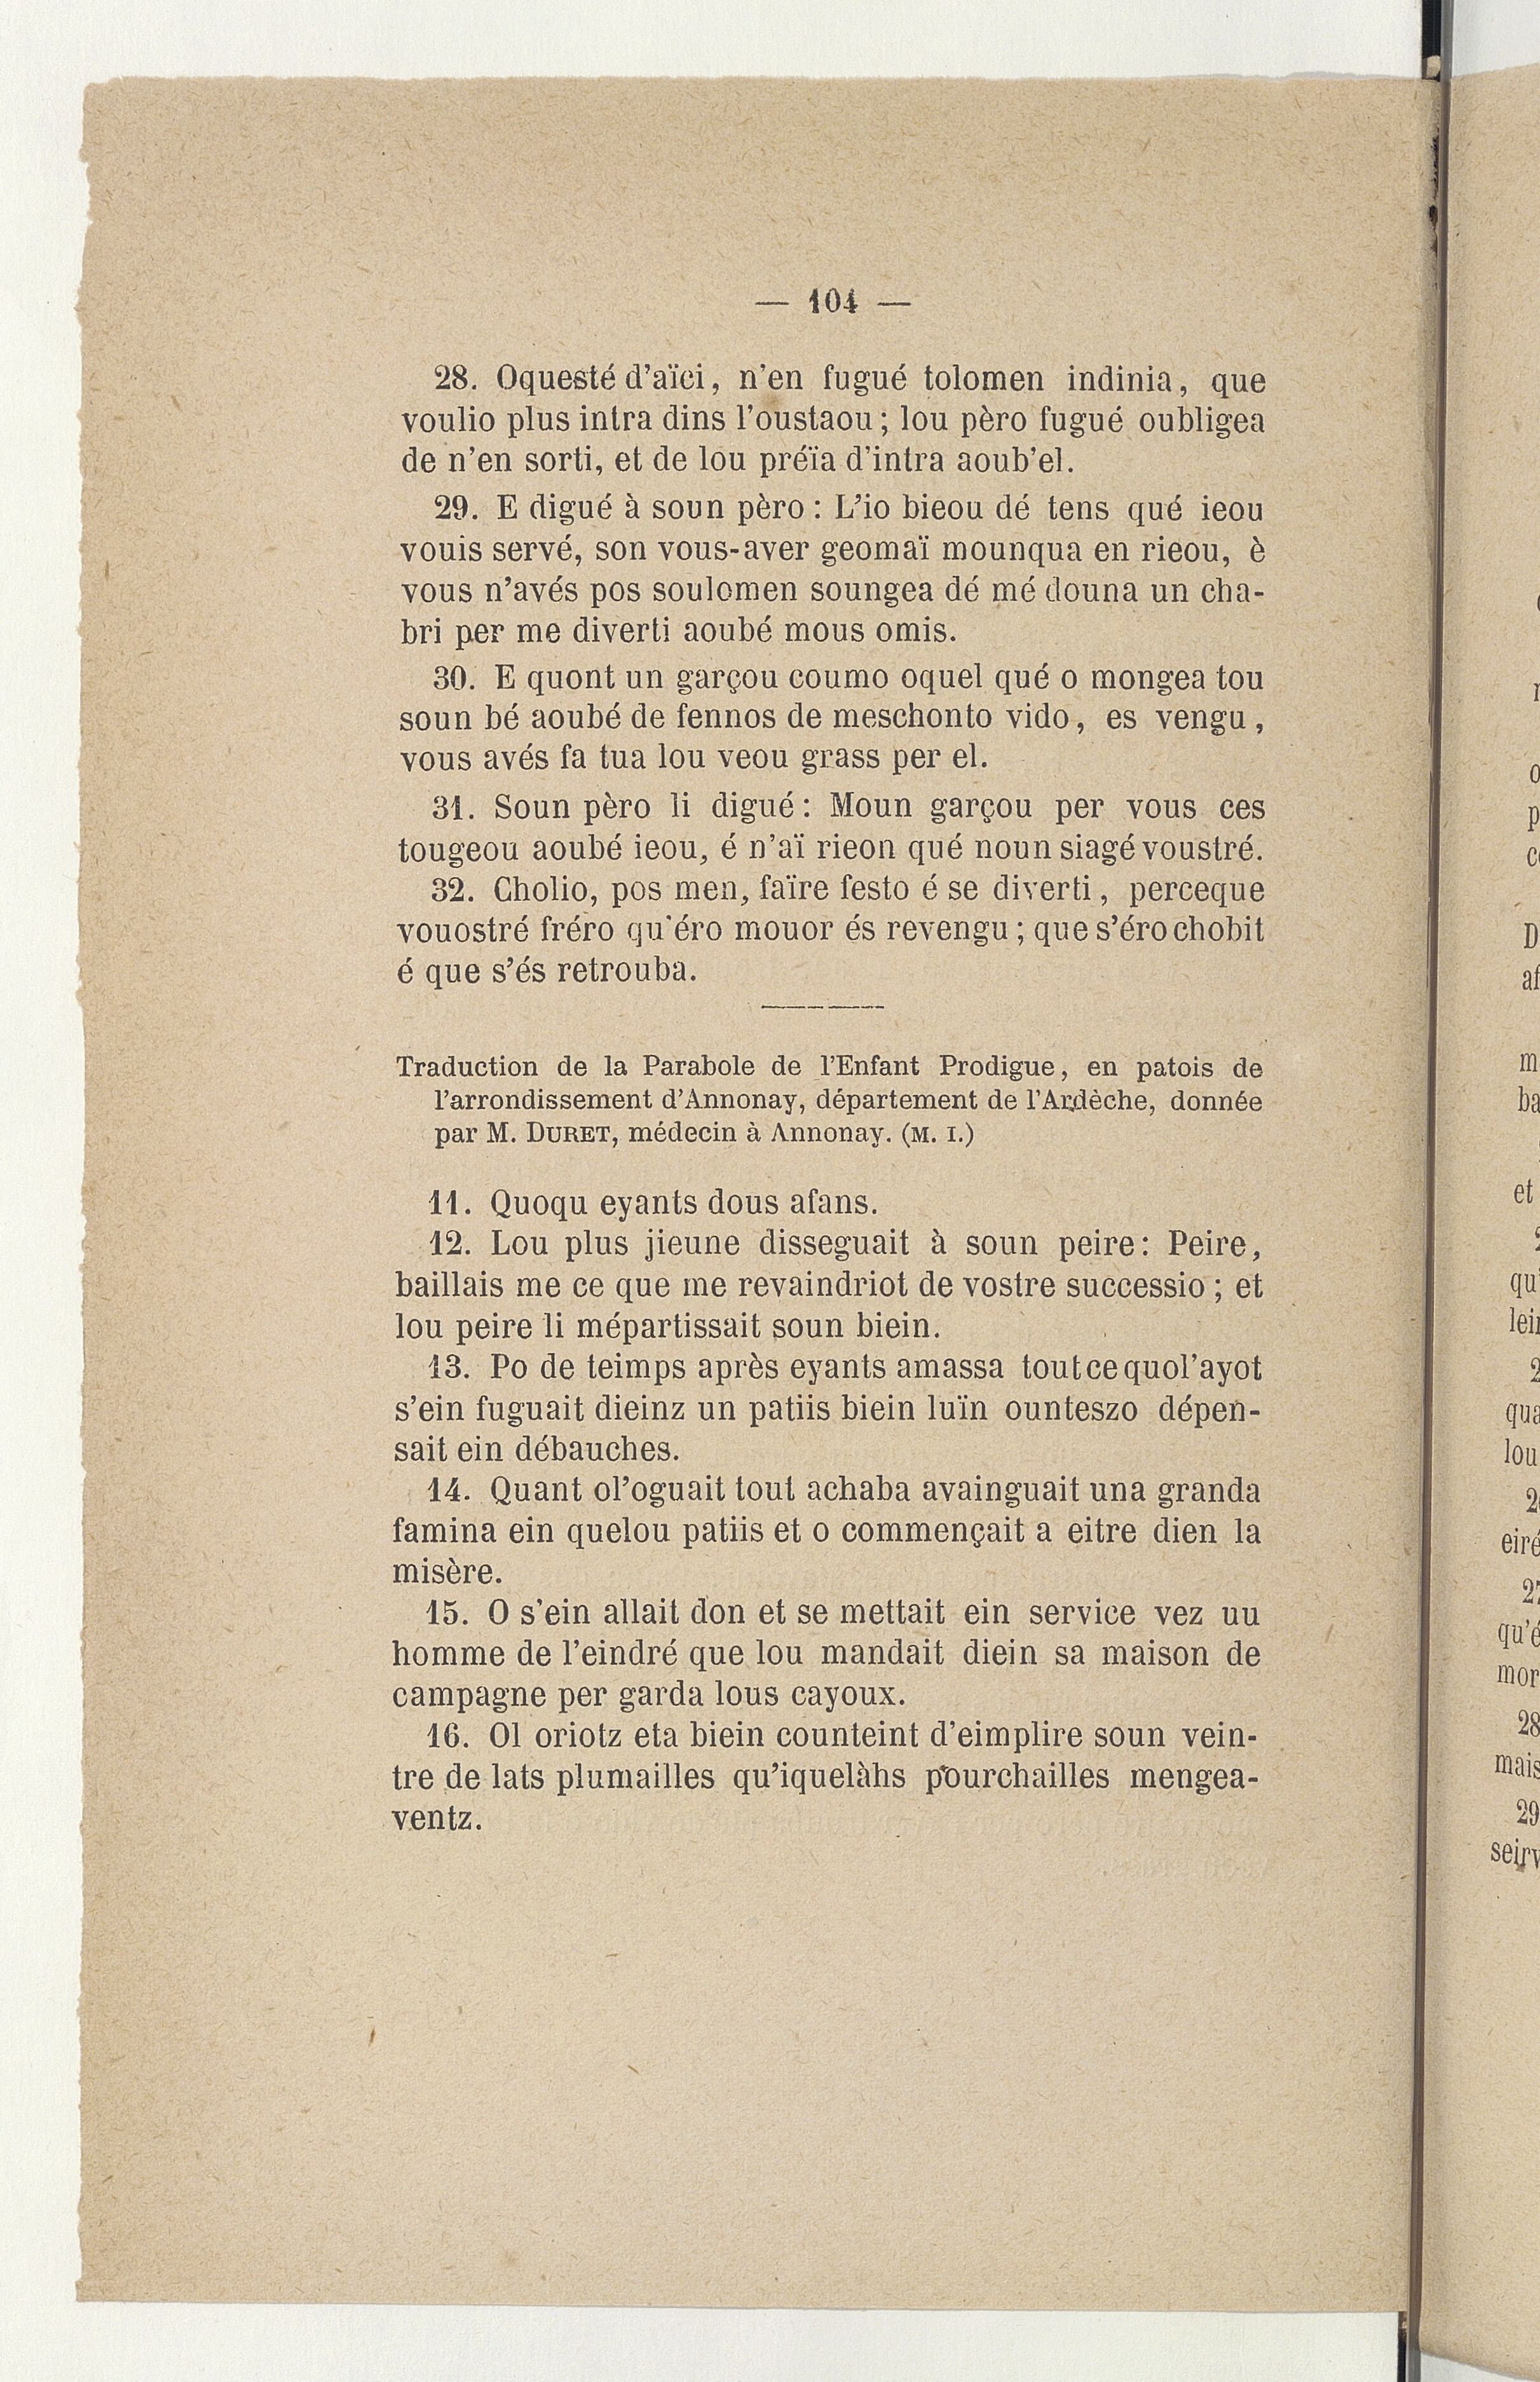 — 104 —
28. Oquesté d'aïci, n'en fugué tolomen indinia, que
voulio plus intra dins l'oustaou ; lou pèro fugué oubligea
de n'en sorti, et de lou préïa d'intra aoub'el.
29. E digué à soun pèro : L'io bieou dé tens qué ieou
vouis servé, son vous-aver geomaï mounqua en rieou, è
vous n'avés pos soulomen soungea dé mé douna un cha-
bri per me diverti aoubé mous omis.
30. E quont un garçou coumo oquel qué o mongea tou
soun bé aoubé de fennos de meschonto vido, es vengu,
vous avés fa tua lou veou grass per el.
31. Soun pèro li digué : Moun garçou per vous ces
tougeou aoubé ieou, é n'aï rieon qué noun siagé voustré.
32. Cholio, pos men, faïre festo é se diverti, perceque
vouostré fréro qu'éro mouor és revengu ; que s'éro chobit
é que s'és retrouba.
Traduction de la Parabole de l'Enfant Prodigue, en patois de
l'arrondissement d'Annonay, département de l'Ardèche, donnée
par M. DURET, médecin à Annonay. (M. I.)
11. Quoqu eyants dous afans.
12. Lou plus jieune disseguait à soun peire : Peire,
baillais me ce que me revaindriot de vostre successio ; et
lou peire li mépartissait soun biein.
13. Po de teimps après eyants amassa tout ce quol'ayot
s'ein fuguait dieinz un patiis biein luïn ounteszo dépen-
sait ein débauches.
14. Quant ol'oguait tout achaba avainguait una granda
famina ein quelou patiis et o commençait a eitre dien la
misère.
15. O s'ein allait don et se mettait ein service vez uu
homme de l'eindré que lou mandait diein sa maison de
campagne per garda lous cayoux.
16. Ol oriotz eta biein counteint d'eimplire soun vein-
tre de lats plumailles qu'iquelàhs pourchailles mengea-
ventz.